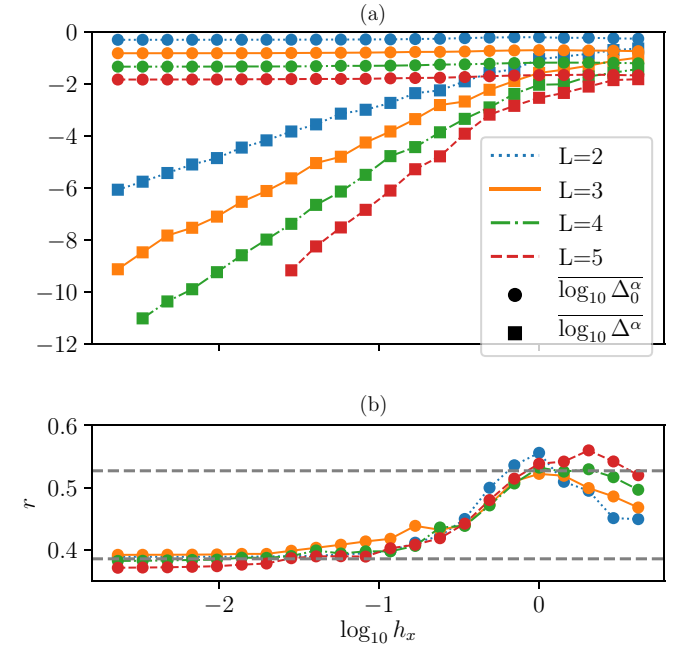 (a)
0
−2
−4
−6
−8
−10
−12
L=2
L=3
L=4
L=5
$\overline{\log_{10} \Delta_0^\alpha}$
$\overline{\log_{10} \Delta^\alpha}$
(b)
0.6
0.5
0.4
r
−2 −1 0
$\log_{10} h_x$